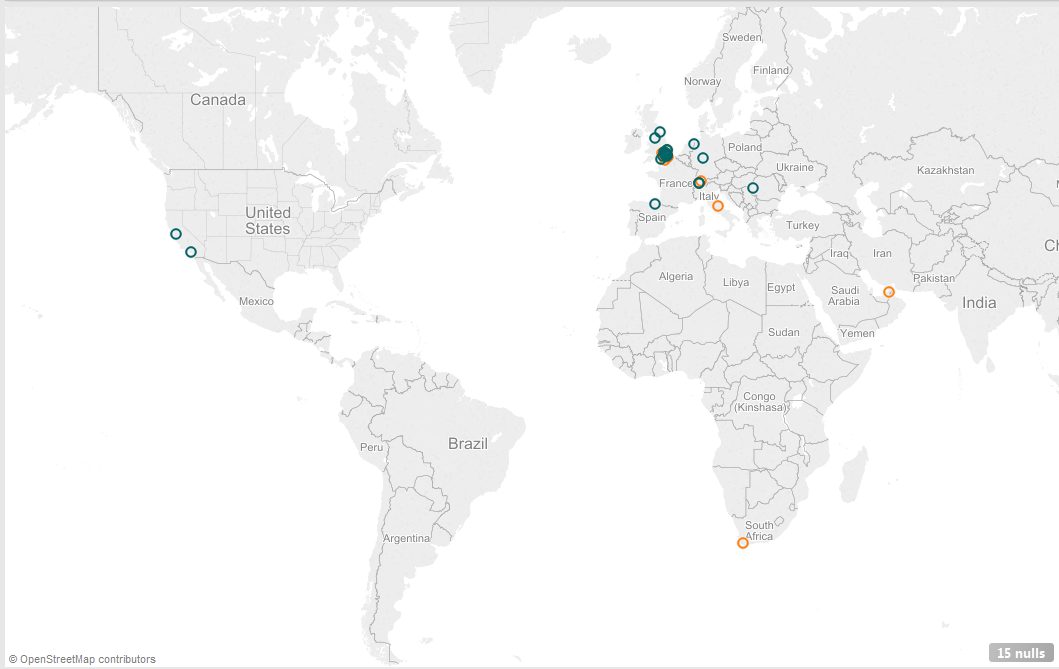 Sweden
Finland
Norway
Canada
Poland
Ukraine
Kazakhstan
France
Italy
United
States
Spain
Turkey
Iraq
Iran
Algeria
Libya
Egypt
Pakistan
Mexico
Saudi
Arabia
India
Sudan
Yemen
Congo
(Kinshasa)
Brazil
Peru
South
Africa
Argentina
© OpenStreetMap contributors
15 nulls